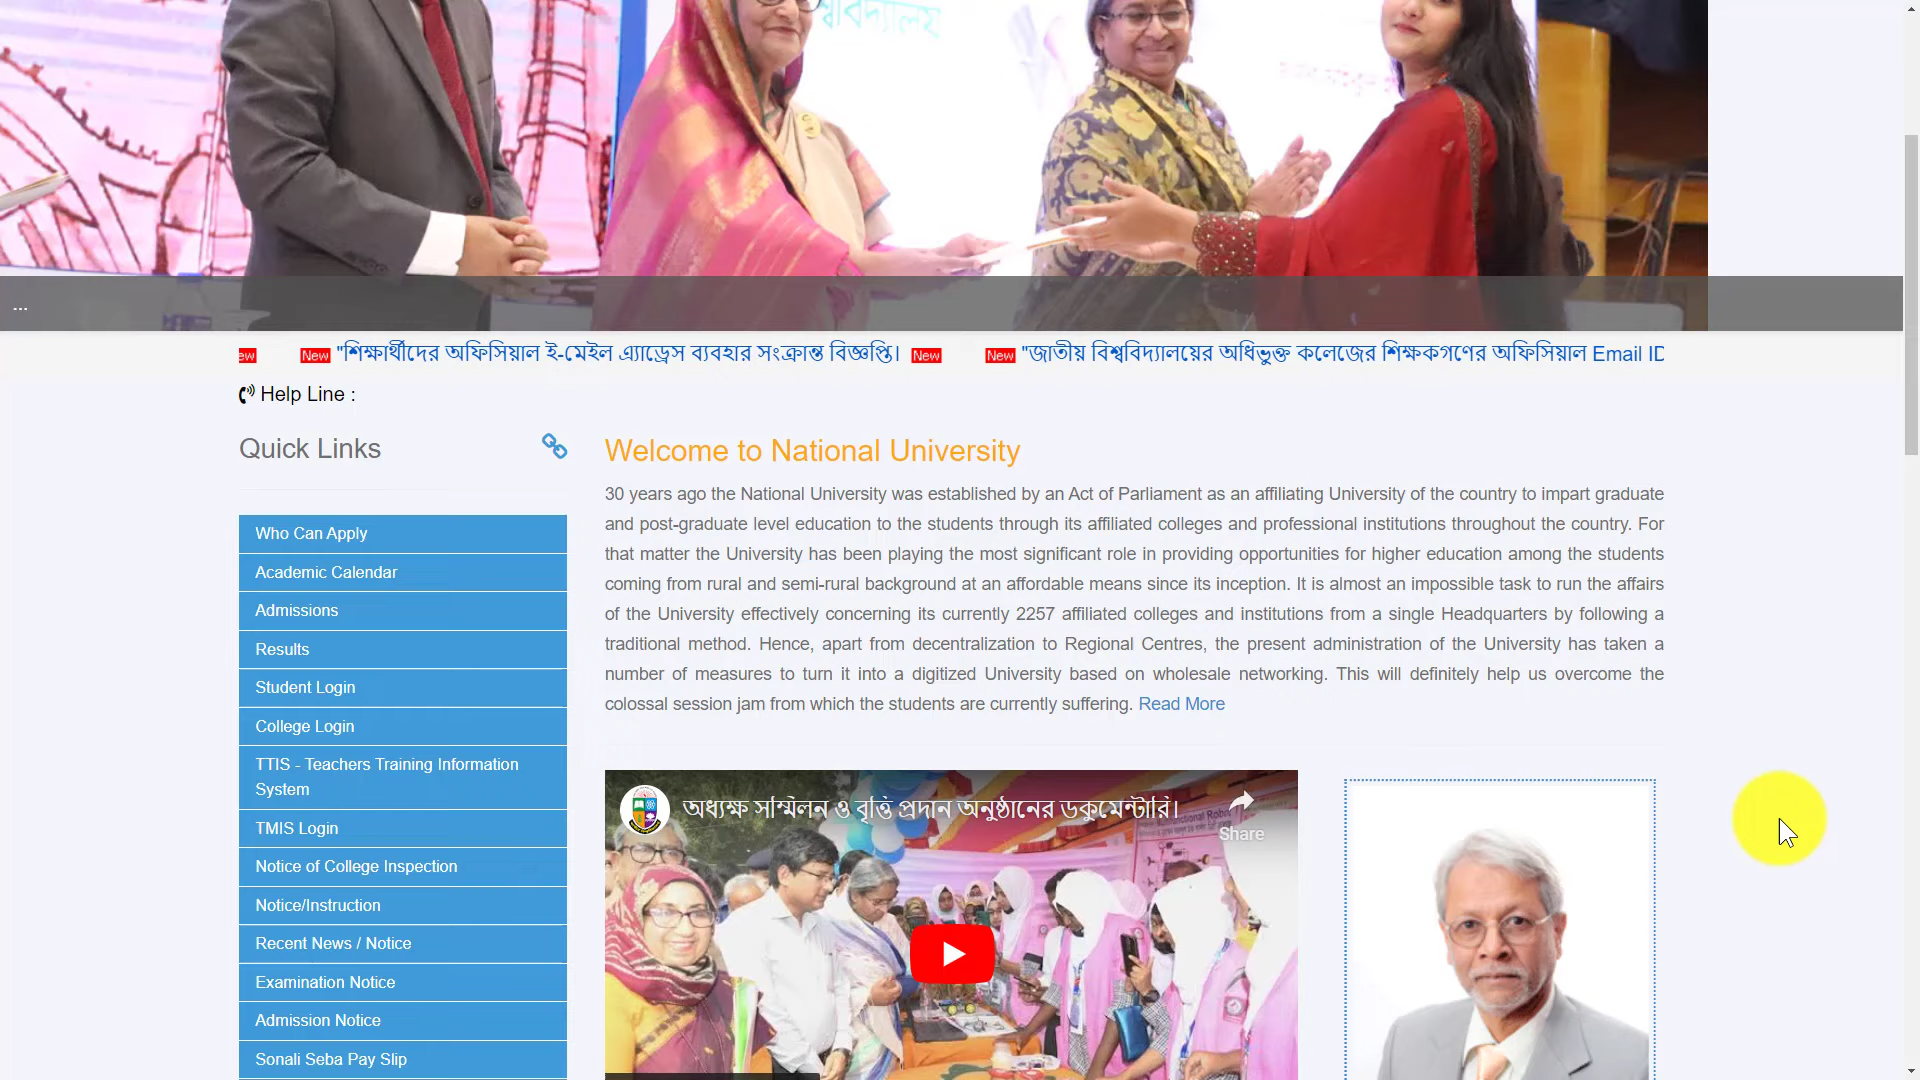 শ্ববিদ্যালয়
...
ew New "শিক্ষার্থীদের অফিসিয়াল ই-মেইল এ্যাড্রেস ব্যবহার সংক্রান্ত বিজ্ঞপ্তি। New New "জাতীয় বিশ্ববিদ্যালয়ের অধিভুক্ত কলেজের শিক্ষকগণের অফিসিয়াল Email ID
Help Line :
Quick Links
Who Can Apply
Academic Calendar
Admissions
Results
Student Login
College Login
TTIS - Teachers Training Information
System
TMIS Login
Notice of College Inspection
Notice/Instruction
Recent News / Notice
Examination Notice
Admission Notice
Sonali Seba Pay Slip
Welcome to National University
30 years ago the National University was established by an Act of Parliament as an affiliating University of the country to impart graduate
and post-graduate level education to the students through its affiliated colleges and professional institutions throughout the country. For
that matter the University has been playing the most significant role in providing opportunities for higher education among the students
coming from rural and semi-rural background at an affordable means since its inception. It is almost an impossible task to run the affairs
of the University effectively concerning its currently 2257 affiliated colleges and institutions from a single Headquarters by following a
traditional method. Hence, apart from decentralization to Regional Centres, the present administration of the University has taken a
number of measures to turn it into a digitized University based on wholesale networking. This will definitely help us overcome the
colossal session jam from which the students are currently suffering. Read More
অধ্যক্ষ সম্মিলন ও বৃত্তি প্রদান অনুষ্ঠানের ডকুমেন্টারি।
Share